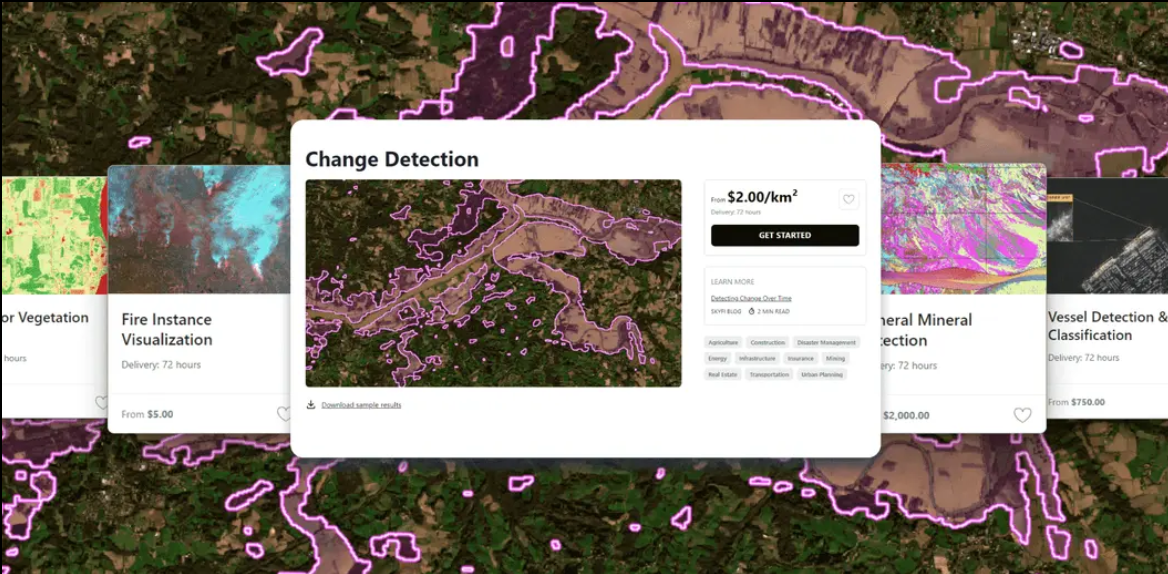 Change Detection
From $2.00/km²
Delivery: 72 hours
GET STARTED
LEARN MORE
Detecting Change Over Time
SKYFI BLOG 2 MIN READ
Agriculture Construction Disaster Management
Energy Infrastructure Insurance Mining
Real Estate Transportation Urban Planning
Download sample results
or Vegetation
hours
Fire Instance
Visualization
Delivery: 72 hours
From $5.00
neral Mineral
ection
ery: 72 hours
$2,000.00
Vessel Detection &
Classification
Delivery: 72 hours
From $750.00